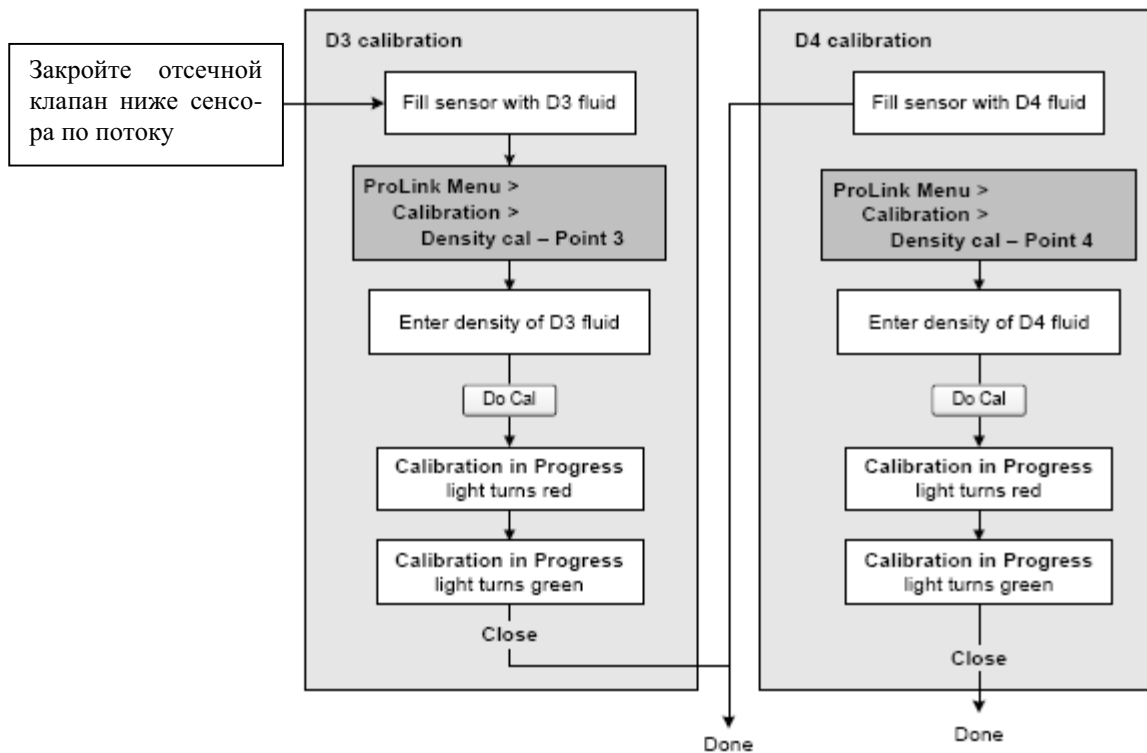 Закройте отсечной
клапан ниже сенсо-
ра по потоку
D3 calibration
Fill sensor with D3 fluid
ProLink Menu >
Calibration >
Density cal – Point 3
Enter density of D3 fluid
Do Cal
Calibration in Progress
light turns red
Calibration in Progress
light turns green
Close
Done
D4 calibration
Fill sensor with D4 fluid
ProLink Menu >
Calibration >
Density cal – Point 4
Enter density of D4 fluid
Do Cal
Calibration in Progress
light turns red
Calibration in Progress
light turns green
Close
Done